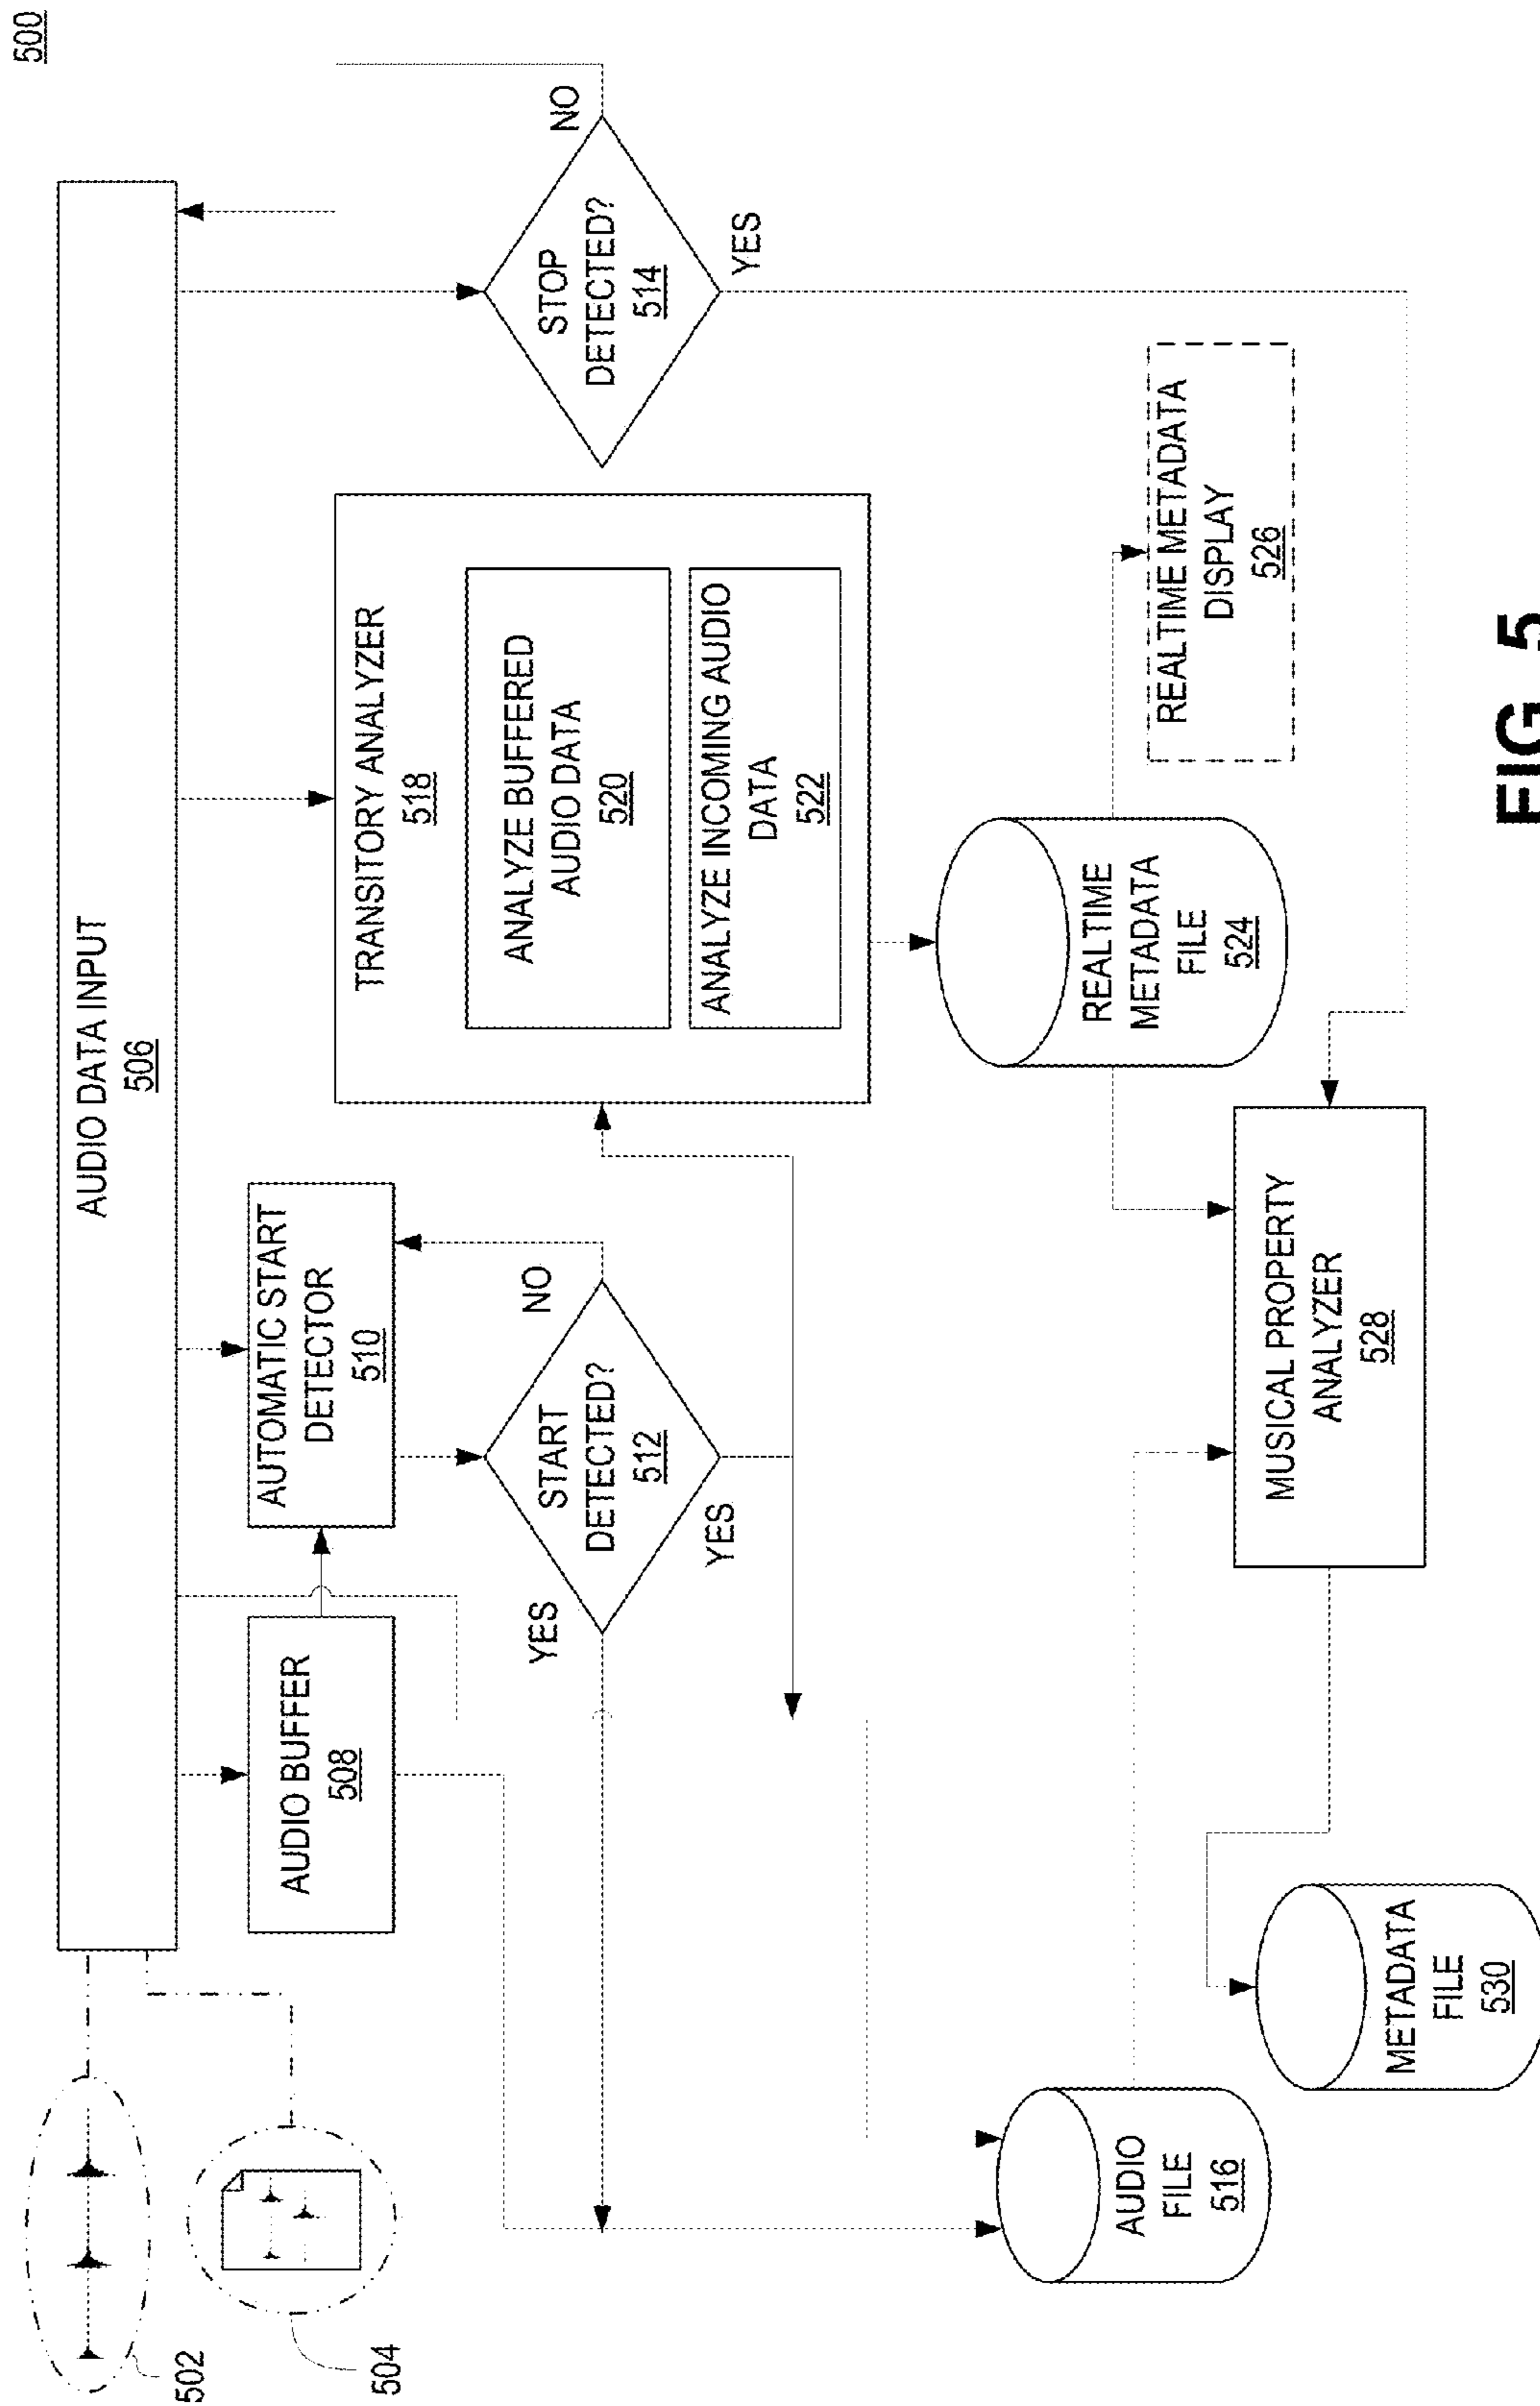 500
AUDIO DATA INPUT
506
502
504
AUDIO BUFFER
508
AUTOMATIC START
DETECTOR
510
START
DETECTED?
512
NO
YES
YES
TRANSITORY ANALYZER
518
ANALYZE BUFFERED
AUDIO DATA
520
ANALYZE INCOMING AUDIO
DATA
522
STOP
DETECTED?
514
NO
YES
AUDIO
FILE
516
REALTIME
METADATA
FILE
524
REALTIME METADATA
DISPLAY
526
MUSICAL PROPERTY
ANALYZER
528
METADATA
FILE
530
FIG. 5